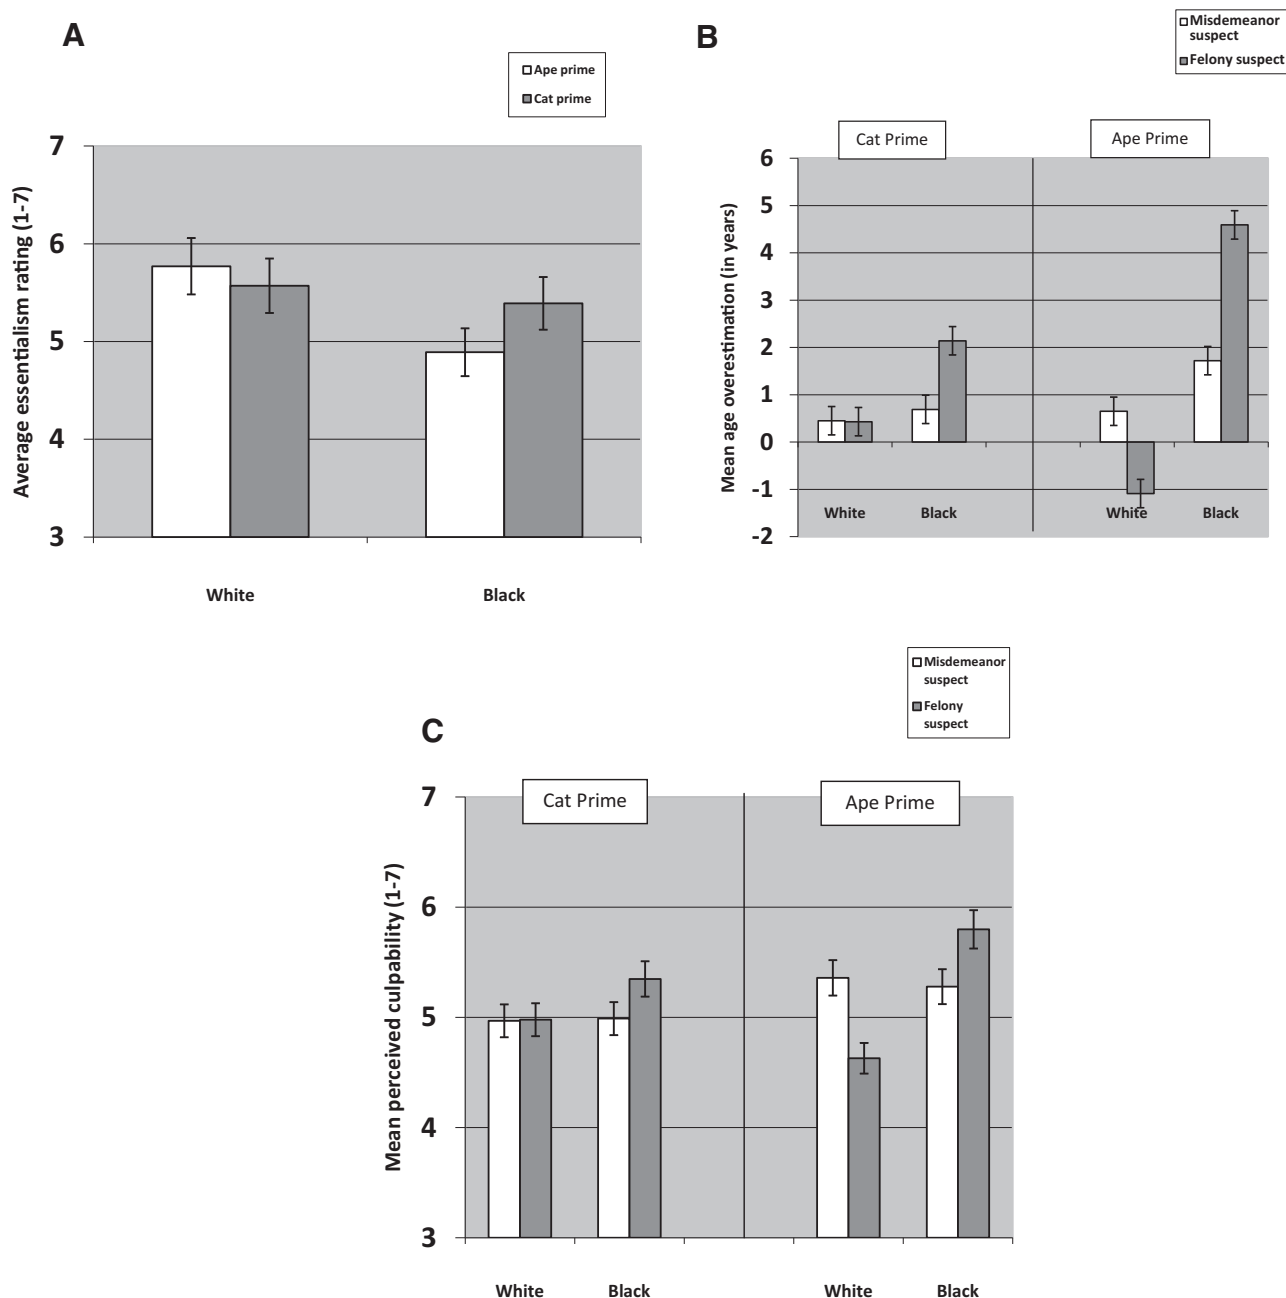 A
Ape prime
Cat prime
7
6
5
4
3
Average essentialism rating (1-7)
White
Black
B
Misdemeanor
suspect
Felony suspect
Cat Prime
Ape Prime
6
5
4
3
2
1
0
-1
-2
Mean age overestimation (in years)
White
Black
White
Black
C
Misdemeanor
suspect
Felony
suspect
Cat Prime
Ape Prime
7
6
5
4
3
Mean perceived culpability (1-7)
White
Black
White
Black